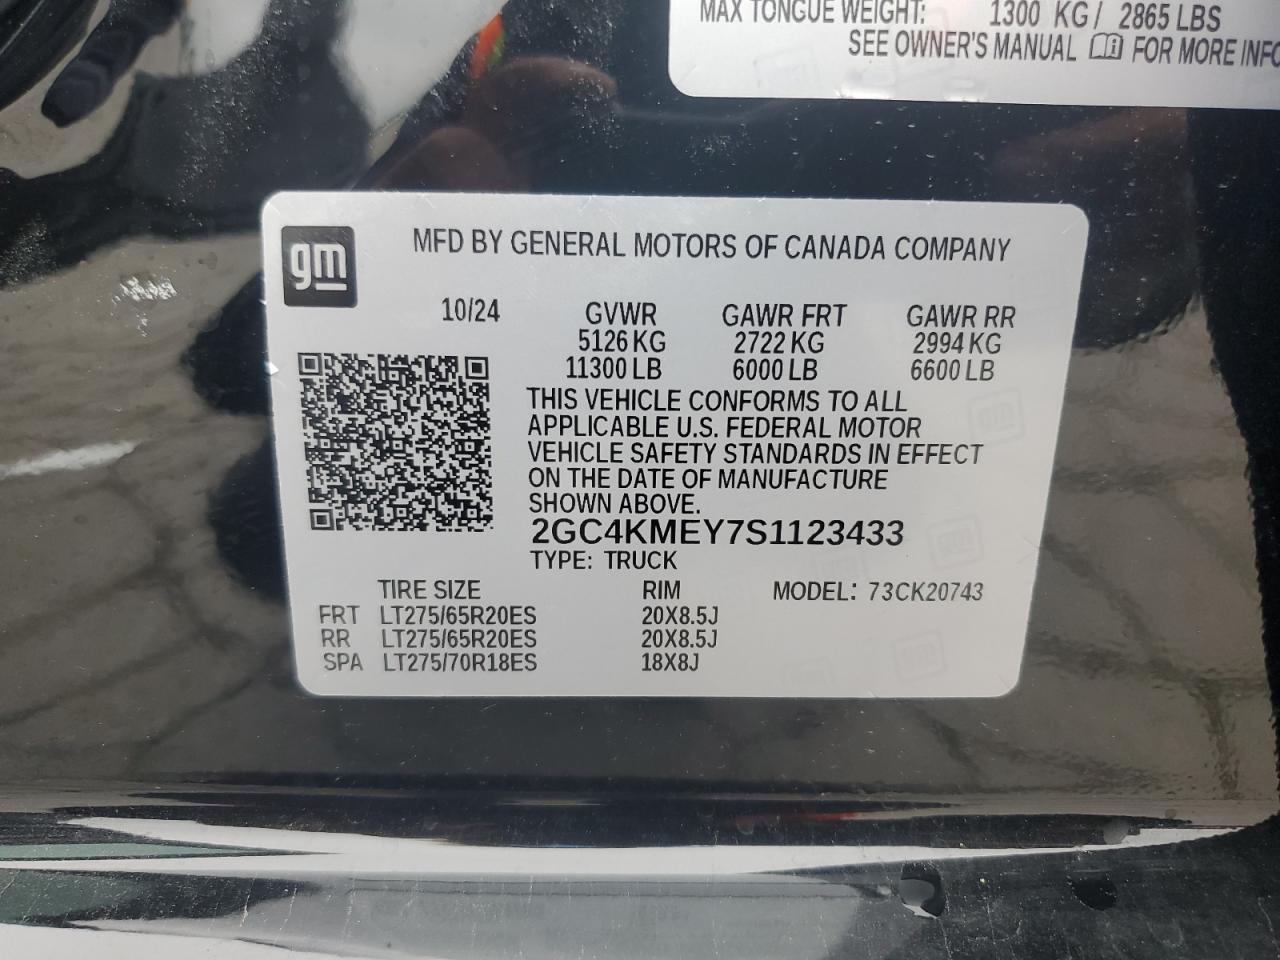 MAX TONGUE WEIGHT: 1300 KG / 2865 LBS
SEE OWNER'S MANUAL FOR MORE INFO
gm
MFD BY GENERAL MOTORS OF CANADA COMPANY
10/24 GVWR GAWR FRT GAWR RR
5126 KG 2722 KG 2994 KG
11300 LB 6000 LB 6600 LB
THIS VEHICLE CONFORMS TO ALL
APPLICABLE U.S. FEDERAL MOTOR
VEHICLE SAFETY STANDARDS IN EFFECT
ON THE DATE OF MANUFACTURE
SHOWN ABOVE.
2GC4KMEY7S1123433
TYPE: TRUCK
TIRE SIZE RIM MODEL: 73CK20743
FRT LT275/65R20ES 20X8.5J
RR LT275/65R20ES 20X8.5J
SPA LT275/70R18ES 18X8J